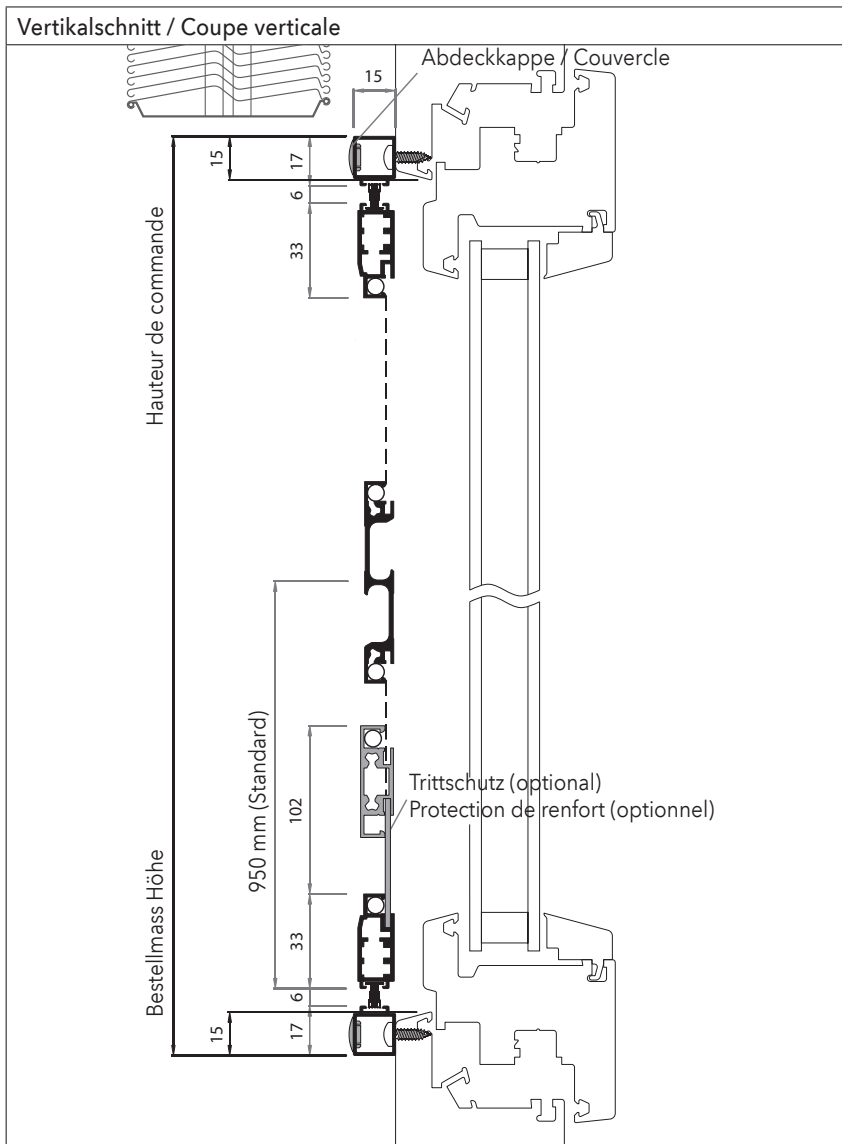 Vertikalschnitt / Coupe verticale
Abdeckkappe / Couvercle
15
15
17
6
33
Hauteur de commande
950 mm (Standard)
102
Trittschutz (optional)
Protection de renfort (optionnel)
Bestellmass Höhe
33
6
15
17